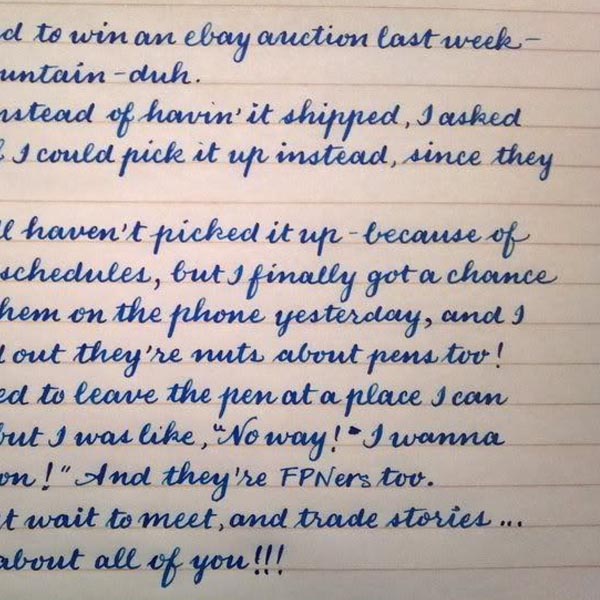 d to win an ebay auction last week-
untain-duh.
nstead of havin' it shipped, I asked
I could pick it up instead, since they
ll haven't picked it up-because of
schedules, but I finally got a chance
hem on the phone yesterday, and I
d out they're nuts about pens too!
ed to leave the pen at a place I can
but I was like, "No way!-I wanna
on!" And they're FPNers too.
t wait to meet, and trade stories...
about all of you!!!